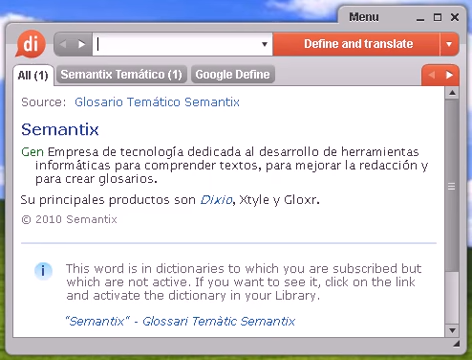 Menu
di
Define and translate
All (1)
Semantix Temático (1)
Google Define
Source: Glosario Temático Semantix
Semantix
Gen Empresa de tecnología dedicada al desarrollo de herramientas
informáticas para comprender textos, para mejorar la redacción y
para crear glosarios.
Su principales productos son Dixio, Xtyle y Gloxr.
© 2010 Semantix
i
This word is in dictionaries to which you are subscribed but
which are not active. If you want to see it, click on the link
and activate the dictionary in your Library.
"Semantix" - Glossari Temàtic Semantix